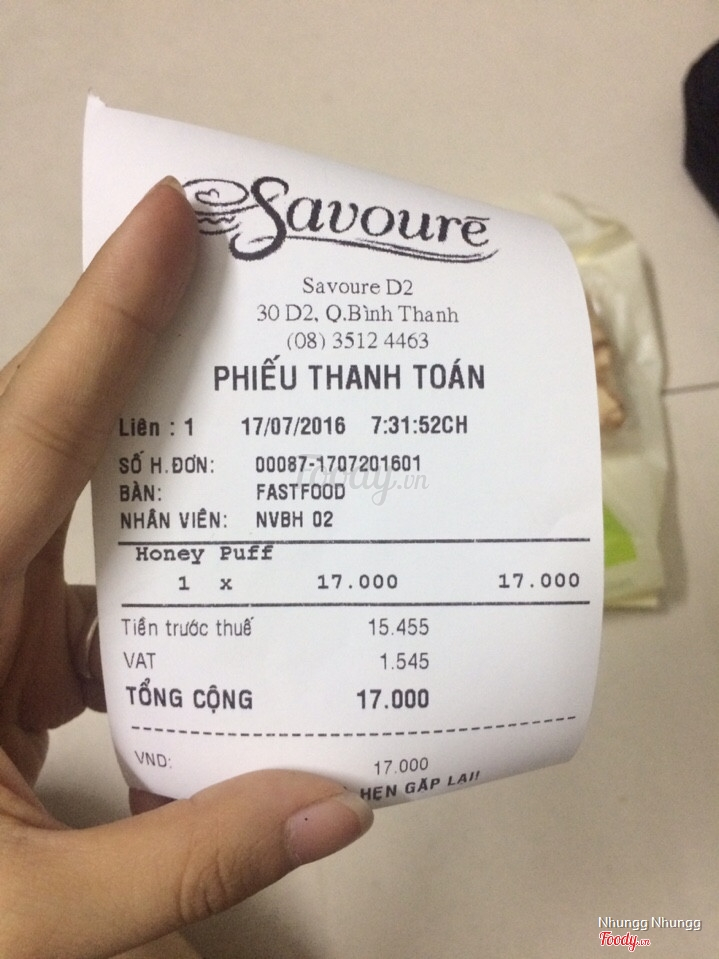 Savourē
Savoure D2
30 D2, Q.Bình Thanh
(08) 3512 4463
PHIẾU THANH TOÁN
Liên : 1 17/07/2016 7:31:52CH
SỐ H.ĐƠN: 00087-1707201601
Foody.vn
BÀN: FASTFOOD
NHÂN VIÊN: NVBH 02
Honey Puff
1 x 17.000 17.000
Tiền trước thuế 15.455
VAT 1.545
TỔNG CỘNG 17.000
VND: 17.000
HẸN GẶP LẠI!
Nhungg Nhungg
Foody.vn